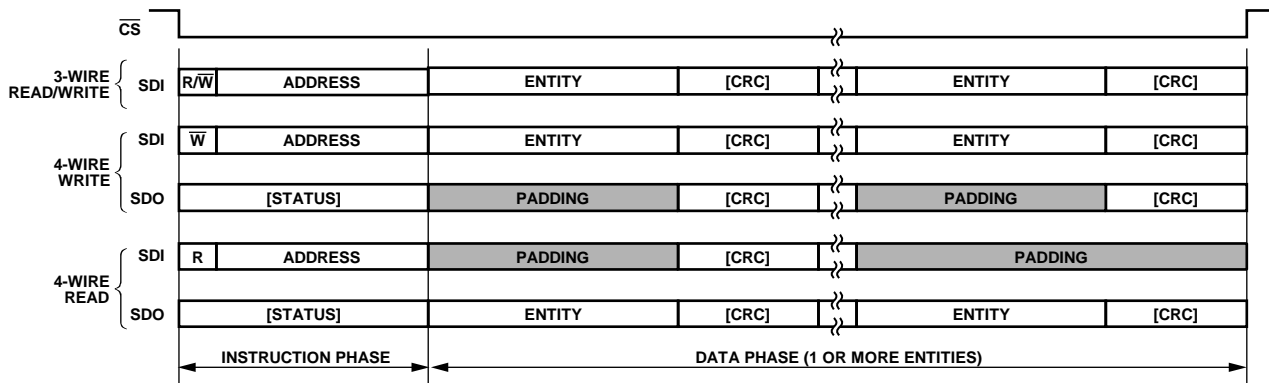 CS
3-WIRE
READ/WRITE
SDI
R/W
ADDRESS
ENTITY
[CRC]
ENTITY
[CRC]
4-WIRE
WRITE
SDI
W
ADDRESS
ENTITY
[CRC]
ENTITY
[CRC]
SDO
[STATUS]
PADDING
[CRC]
PADDING
[CRC]
4-WIRE
READ
SDI
R
ADDRESS
PADDING
[CRC]
PADDING
SDO
[STATUS]
ENTITY
[CRC]
ENTITY
[CRC]
INSTRUCTION PHASE
DATA PHASE (1 OR MORE ENTITIES)